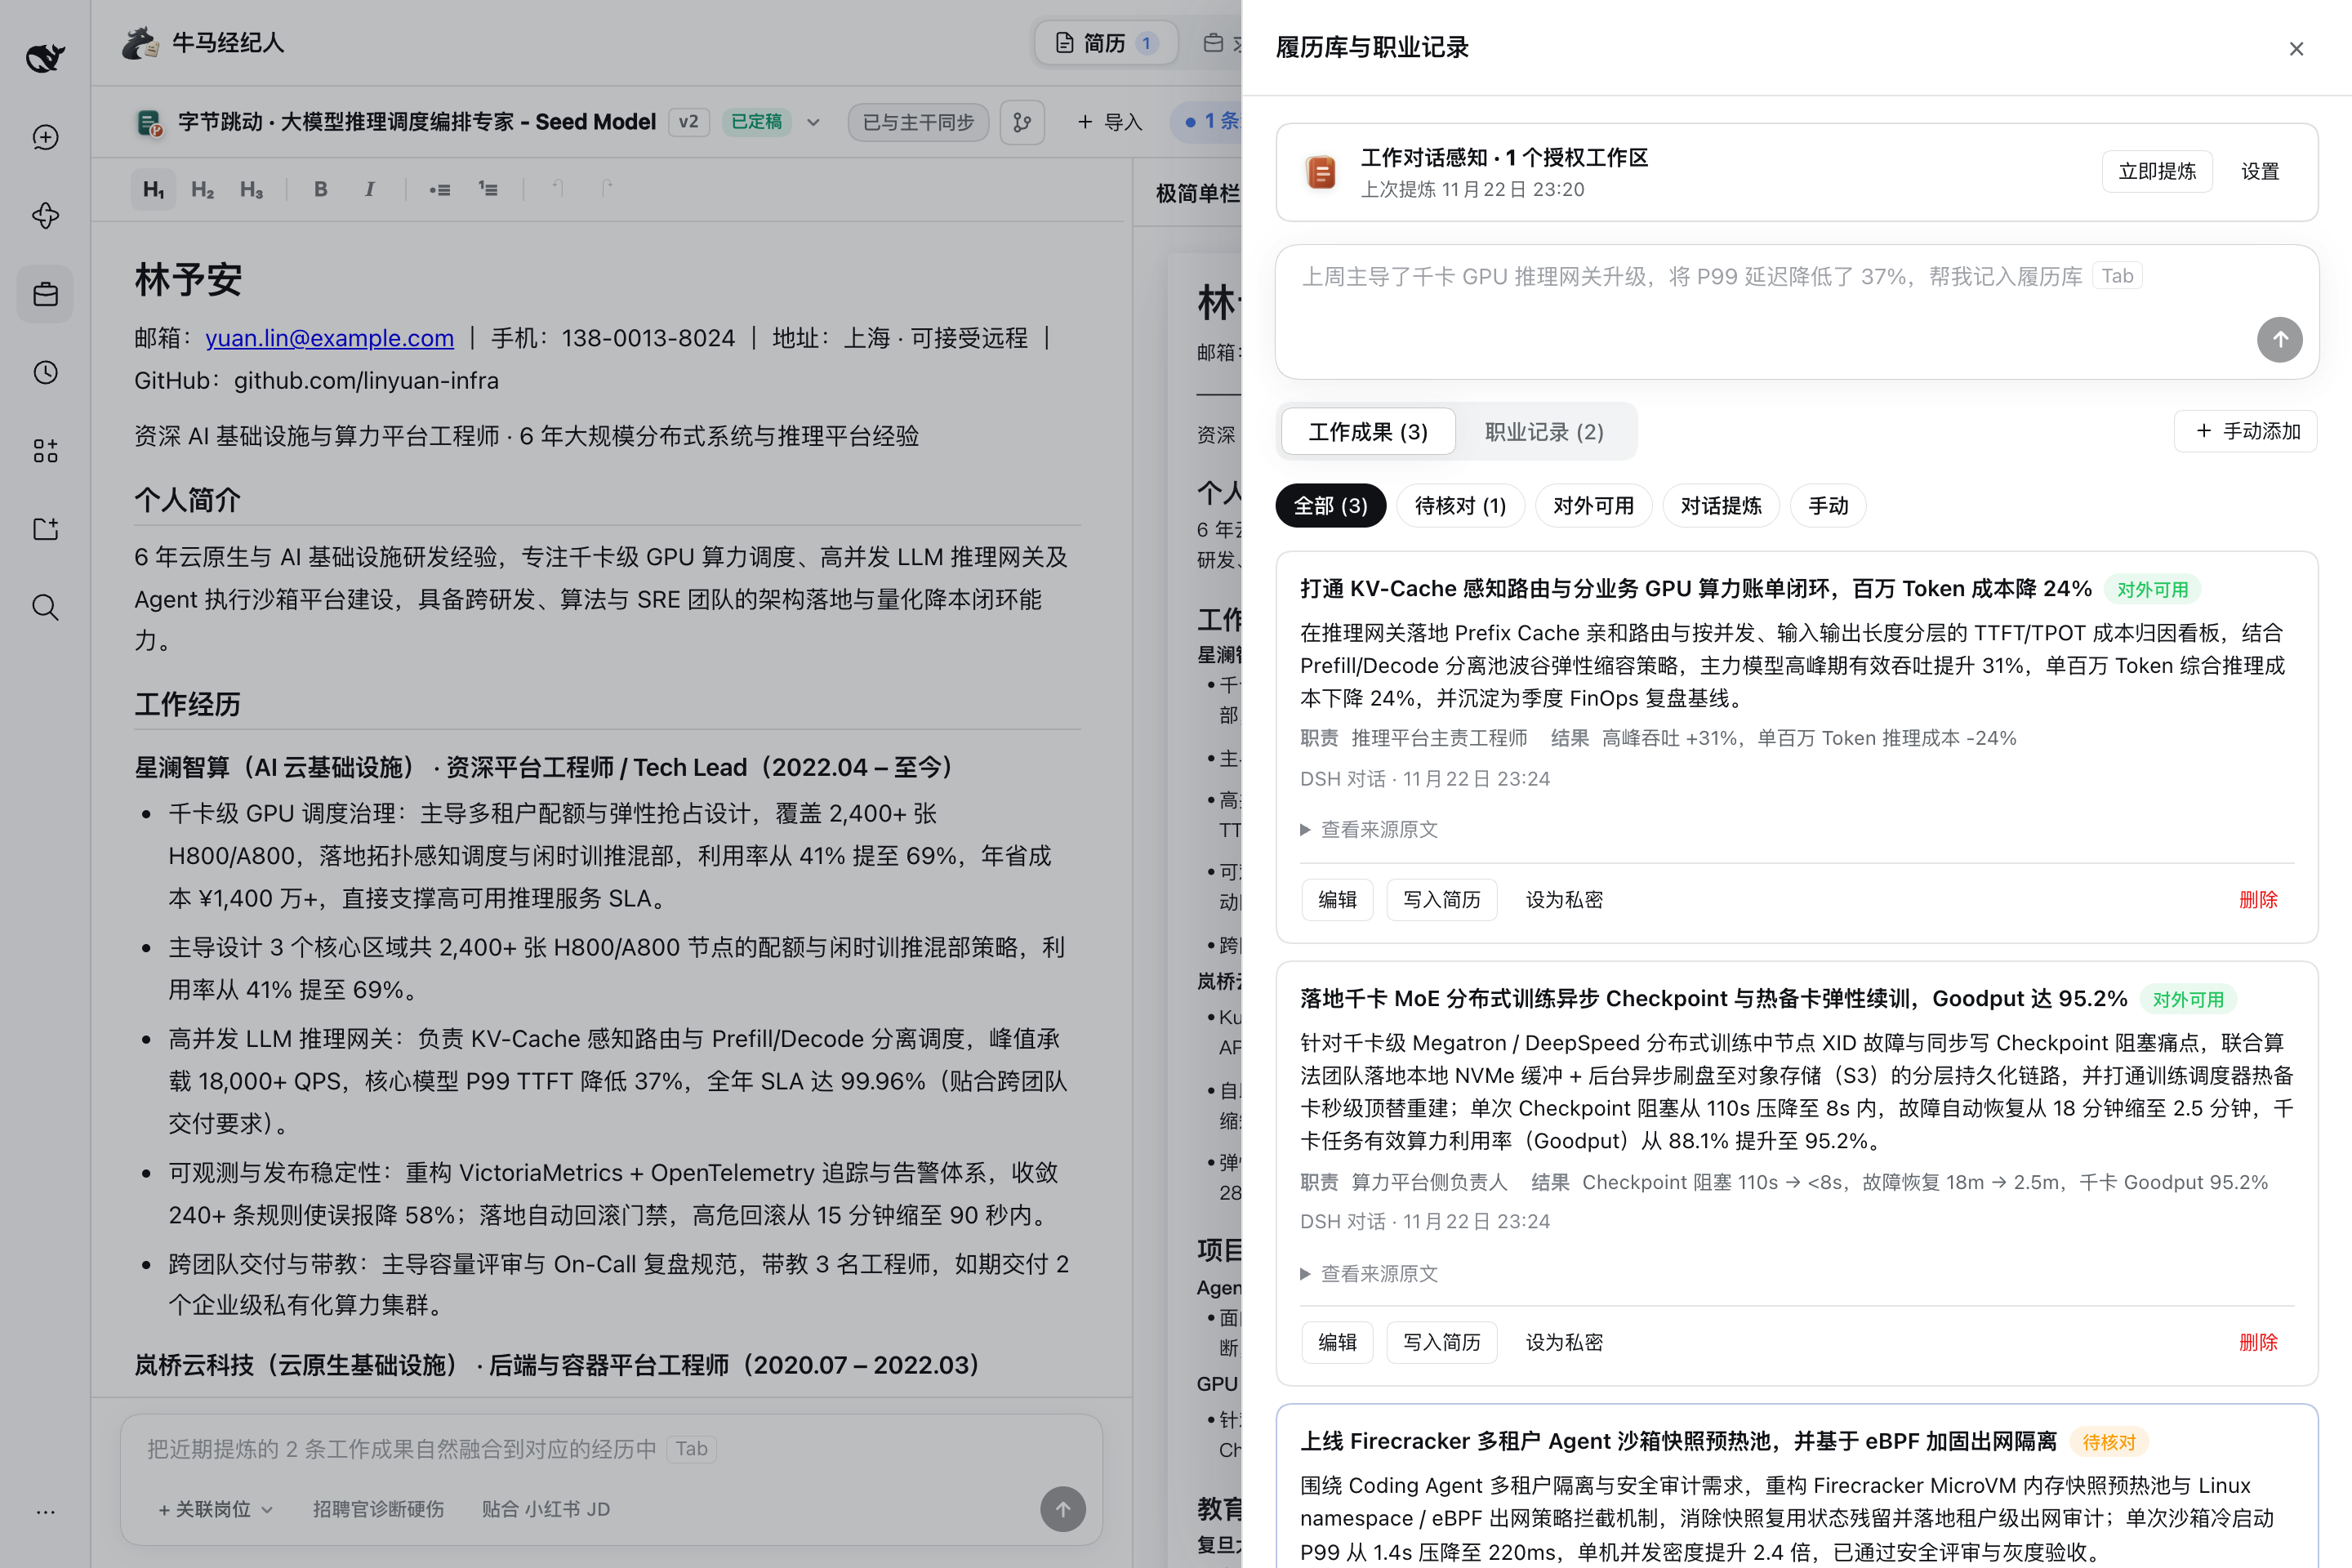 牛马经纪人
简历 1
字节跳动 · 大模型推理调度编排专家 - Seed Model v2 已定稿 已与主干同步 + 导入 1 条
H1 H2 H3 B I
极简单栏
林予安
邮箱：yuan.lin@example.com | 手机：138-0013-8024 | 地址：上海 · 可接受远程 |
GitHub：github.com/linyuan-infra
资深 AI 基础设施与算力平台工程师 · 6 年大规模分布式系统与推理平台经验
个人简介
6 年云原生与 AI 基础设施研发经验，专注千卡级 GPU 算力调度、高并发 LLM 推理网关及
Agent 执行沙箱平台建设，具备跨研发、算法与 SRE 团队的架构落地与量化降本闭环能
力。
工作经历
星澜智算（AI 云基础设施） · 资深平台工程师 / Tech Lead（2022.04 – 至今）
• 千卡级 GPU 调度治理：主导多租户配额与弹性抢占设计，覆盖 2,400+ 张
H800/A800，落地拓扑感知调度与闲时训推混部，利用率从 41% 提至 69%，年省成
本 ¥1,400 万+，直接支撑高可用推理服务 SLA。
• 主导设计 3 个核心区域共 2,400+ 张 H800/A800 节点的配额与闲时训推混部策略，利
用率从 41% 提至 69%。
• 高并发 LLM 推理网关：负责 KV-Cache 感知路由与 Prefill/Decode 分离调度，峰值承
载 18,000+ QPS，核心模型 P99 TTFT 降低 37%，全年 SLA 达 99.96%（贴合跨团队
交付要求）。
• 可观测与发布稳定性：重构 VictoriaMetrics + OpenTelemetry 追踪与告警体系，收敛
240+ 条规则使误报降 58%；落地自动回滚门禁，高危回滚从 15 分钟缩至 90 秒内。
• 跨团队交付与带教：主导容量评审与 On-Call 复盘规范，带教 3 名工程师，如期交付 2
个企业级私有化算力集群。
岚桥云科技（云原生基础设施） · 后端与容器平台工程师（2020.07 – 2022.03）
把近期提炼的 2 条工作成果自然融合到对应的经历中 Tab
+ 关联岗位 招聘官诊断硬伤 贴合 小红书 JD
林
邮箱:
资深
个人
6 年
研发、
工作
星澜
• 千
部
• 主
• 高
TT
• 可
动
• 跨
岚桥
• Ku
AP
• 自
缩
• 弹
28
项目
Agen
• 面
断
GPU
• 针
Ch
教育
复旦
履历库与职业记录
工作对话感知 · 1 个授权工作区
上次提炼 11 月 22 日 23:20
立即提炼 设置
上周主导了千卡 GPU 推理网关升级，将 P99 延迟降低了 37%，帮我记入履历库 Tab
工作成果 (3) 职业记录 (2) + 手动添加
全部 (3) 待核对 (1) 对外可用 对话提炼 手动
打通 KV-Cache 感知路由与分业务 GPU 算力账单闭环，百万 Token 成本降 24% 对外可用
在推理网关落地 Prefix Cache 亲和路由与按并发、输入输出长度分层的 TTFT/TPOT 成本归因看板，结合
Prefill/Decode 分离池波谷弹性缩容策略，主力模型高峰期有效吞吐提升 31%，单百万 Token 综合推理成
本下降 24%，并沉淀为季度 FinOps 复盘基线。
职责 推理平台主责工程师 结果 高峰吞吐 +31%，单百万 Token 推理成本 -24%
DSH 对话 · 11 月 22 日 23:24
▶ 查看来源原文
编辑 写入简历 设为私密 删除
落地千卡 MoE 分布式训练异步 Checkpoint 与热备卡弹性续训，Goodput 达 95.2% 对外可用
针对千卡级 Megatron / DeepSpeed 分布式训练中节点 XID 故障与同步写 Checkpoint 阻塞痛点，联合算
法团队落地本地 NVMe 缓冲 + 后台异步刷盘至对象存储（S3）的分层持久化链路，并打通训练调度器热备
卡秒级顶替重建；单次 Checkpoint 阻塞从 110s 压降至 8s 内，故障自动恢复从 18 分钟缩至 2.5 分钟，千
卡任务有效算力利用率（Goodput）从 88.1% 提升至 95.2%。
职责 算力平台侧负责人 结果 Checkpoint 阻塞 110s → <8s，故障恢复 18m → 2.5m，千卡 Goodput 95.2%
DSH 对话 · 11 月 22 日 23:24
▶ 查看来源原文
编辑 写入简历 设为私密 删除
上线 Firecracker 多租户 Agent 沙箱快照预热池，并基于 eBPF 加固出网隔离 待核对
围绕 Coding Agent 多租户隔离与安全审计需求，重构 Firecracker MicroVM 内存快照预热池与 Linux
namespace / eBPF 出网策略拦截机制，消除快照复用状态残留并落地租户级出网审计；单次沙箱冷启动
P99 从 1.4s 压降至 220ms，单机并发密度提升 2.4 倍，已通过安全评审与灰度验收。